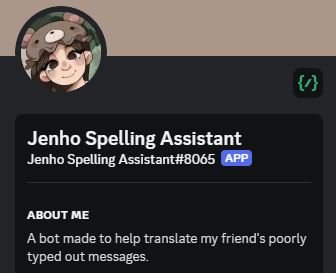 {/}
Jenho Spelling Assistant
Jenho Spelling Assistant#8065 APP
ABOUT ME
A bot made to help translate my friend's poorly
typed out messages.